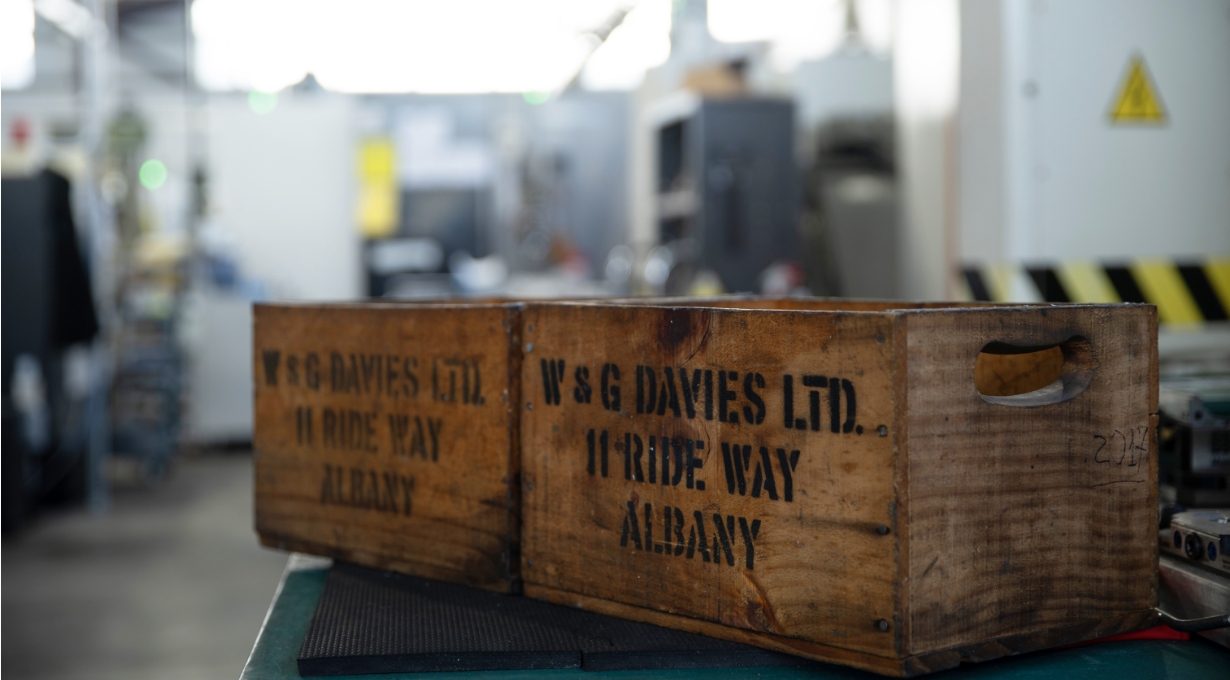 W & G DAVIES LTD.
11 RIDE WAY
ALBANY
W & G DAVIES LTD.
11 RIDE WAY
ALBANY
2017